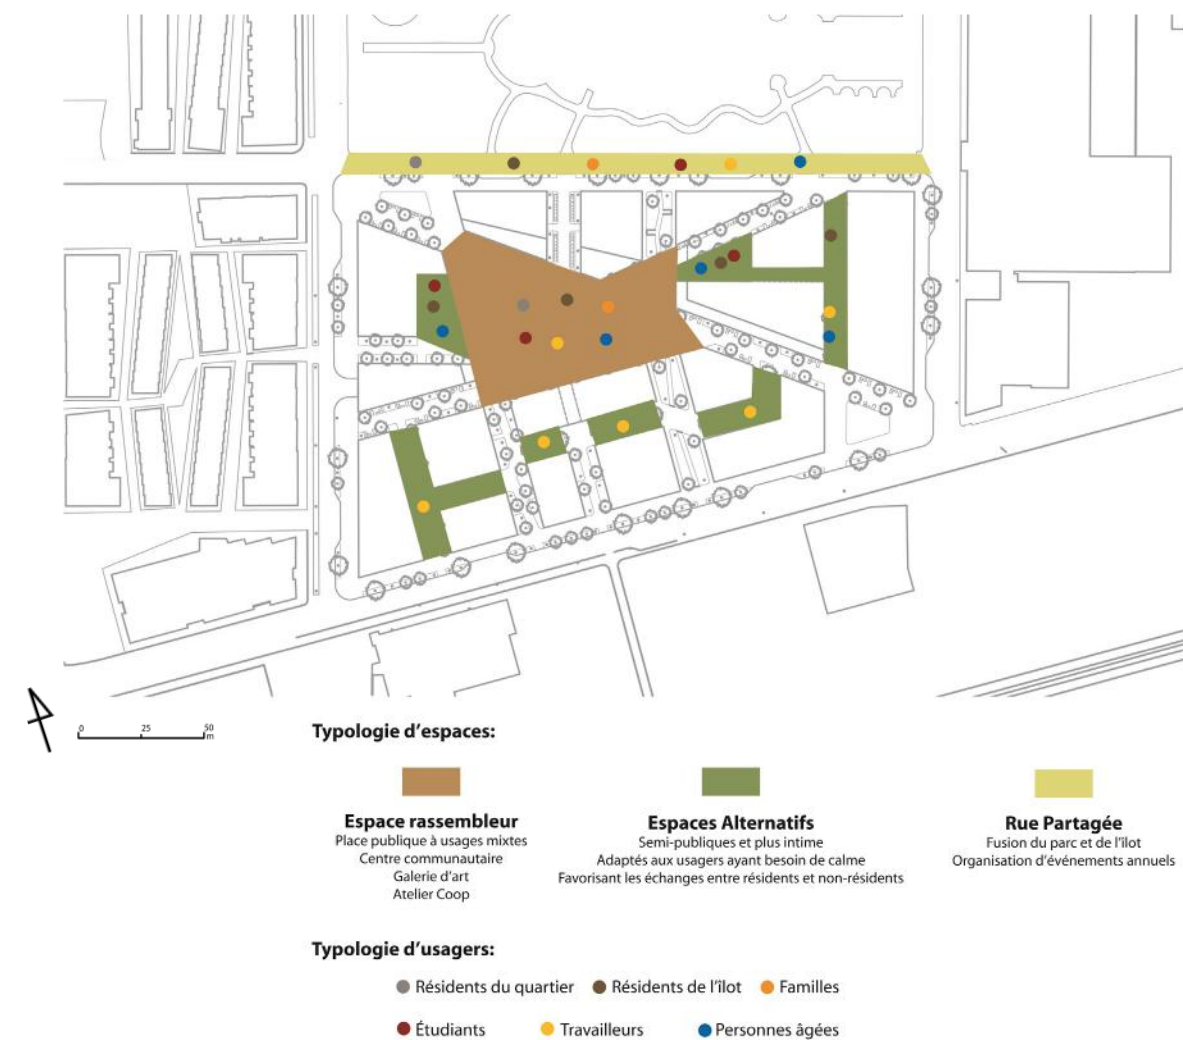 0 25 50
m
Typologie d'espaces:
Espace rassembleur
Place publique à usages mixtes
Centre communautaire
Galerie d'art
Atelier Coop
Espaces Alternatifs
Semi-publiques et plus intime
Adaptés aux usagers ayant besoin de calme
Favorisant les échanges entre résidents et non-résidents
Rue Partagée
Fusion du parc et de l'îlot
Organisation d'événements annuels
Typologie d'usagers:
Résidents du quartier Résidents de l'îlot Familles
Étudiants Travailleurs Personnes âgées